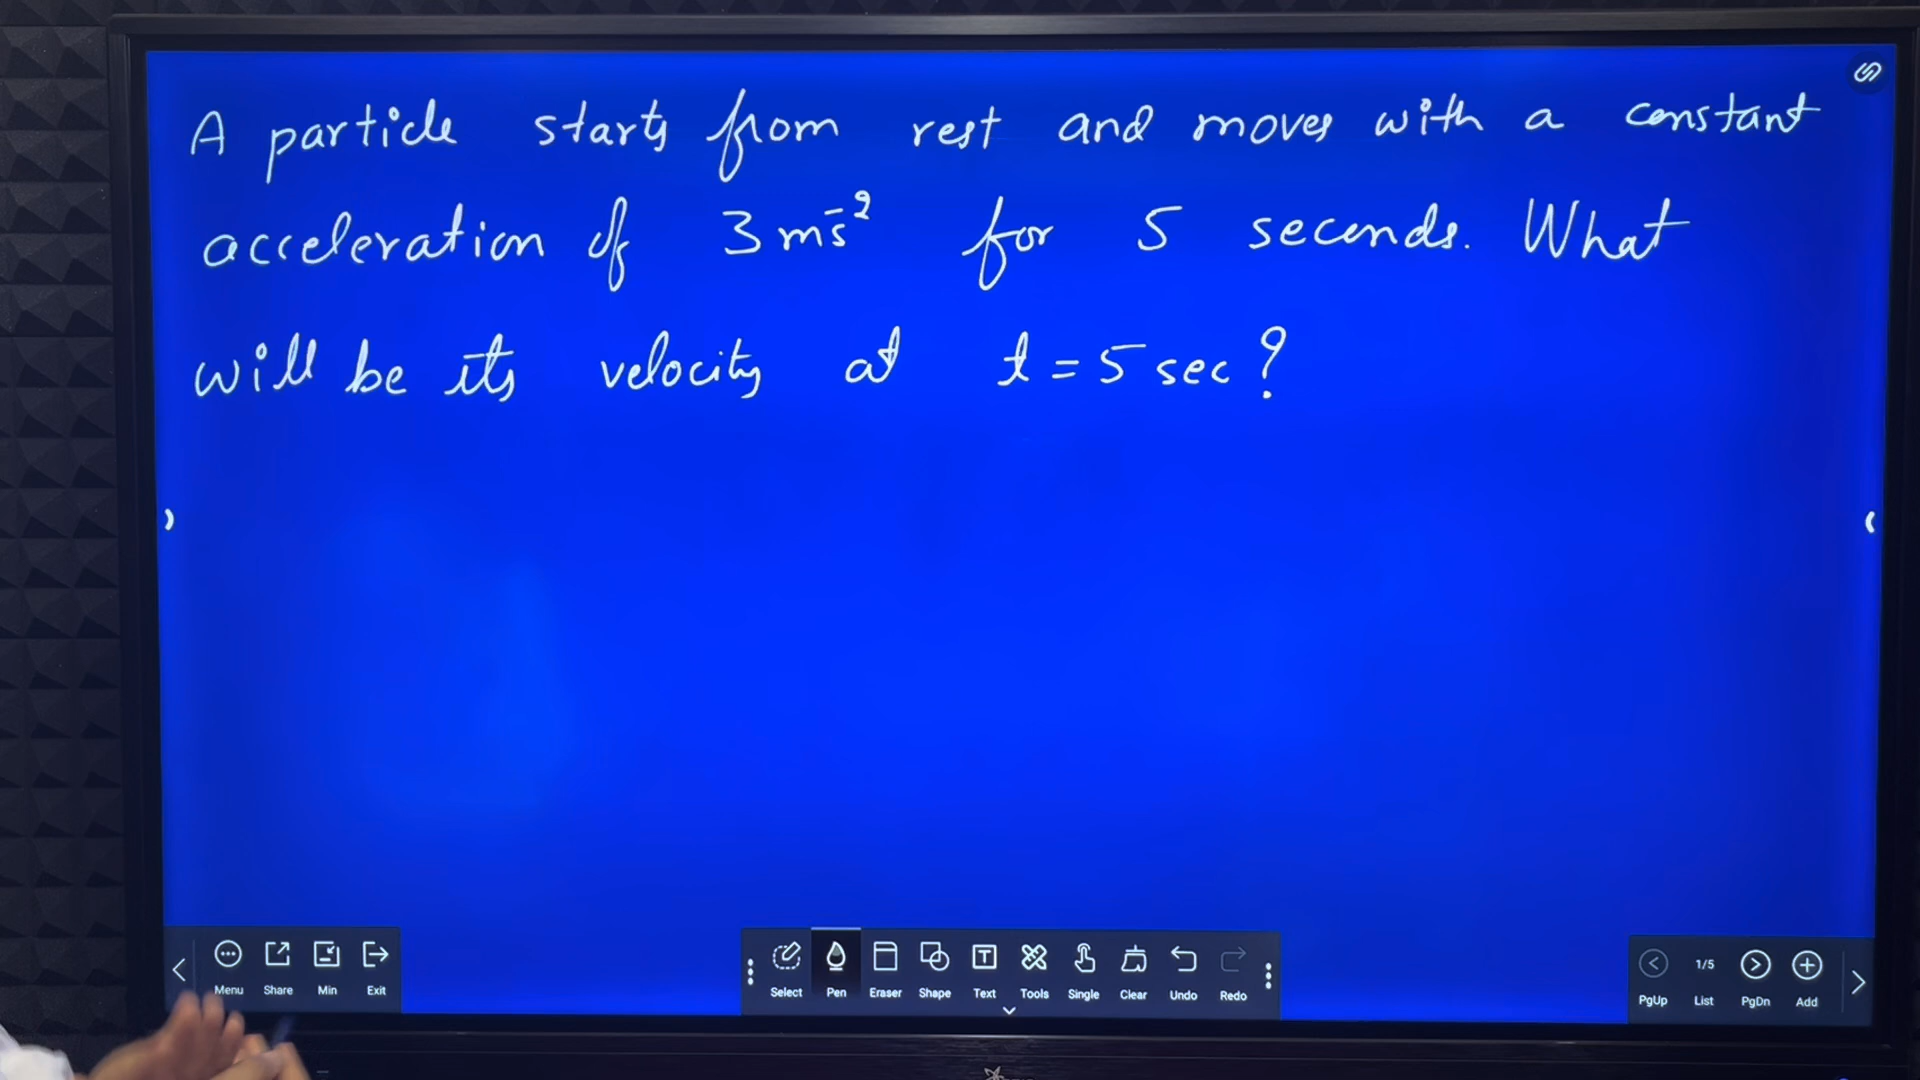 A particle starts from rest and moves with a constant
acceleration of 3 ms⁻² for 5 seconds. What
will be its velocity at t = 5 sec ?
Menu Share Min Exit
Select Pen Eraser Shape Text Tools Single Clear Undo Redo
1/5
PgUp List PgDn Add